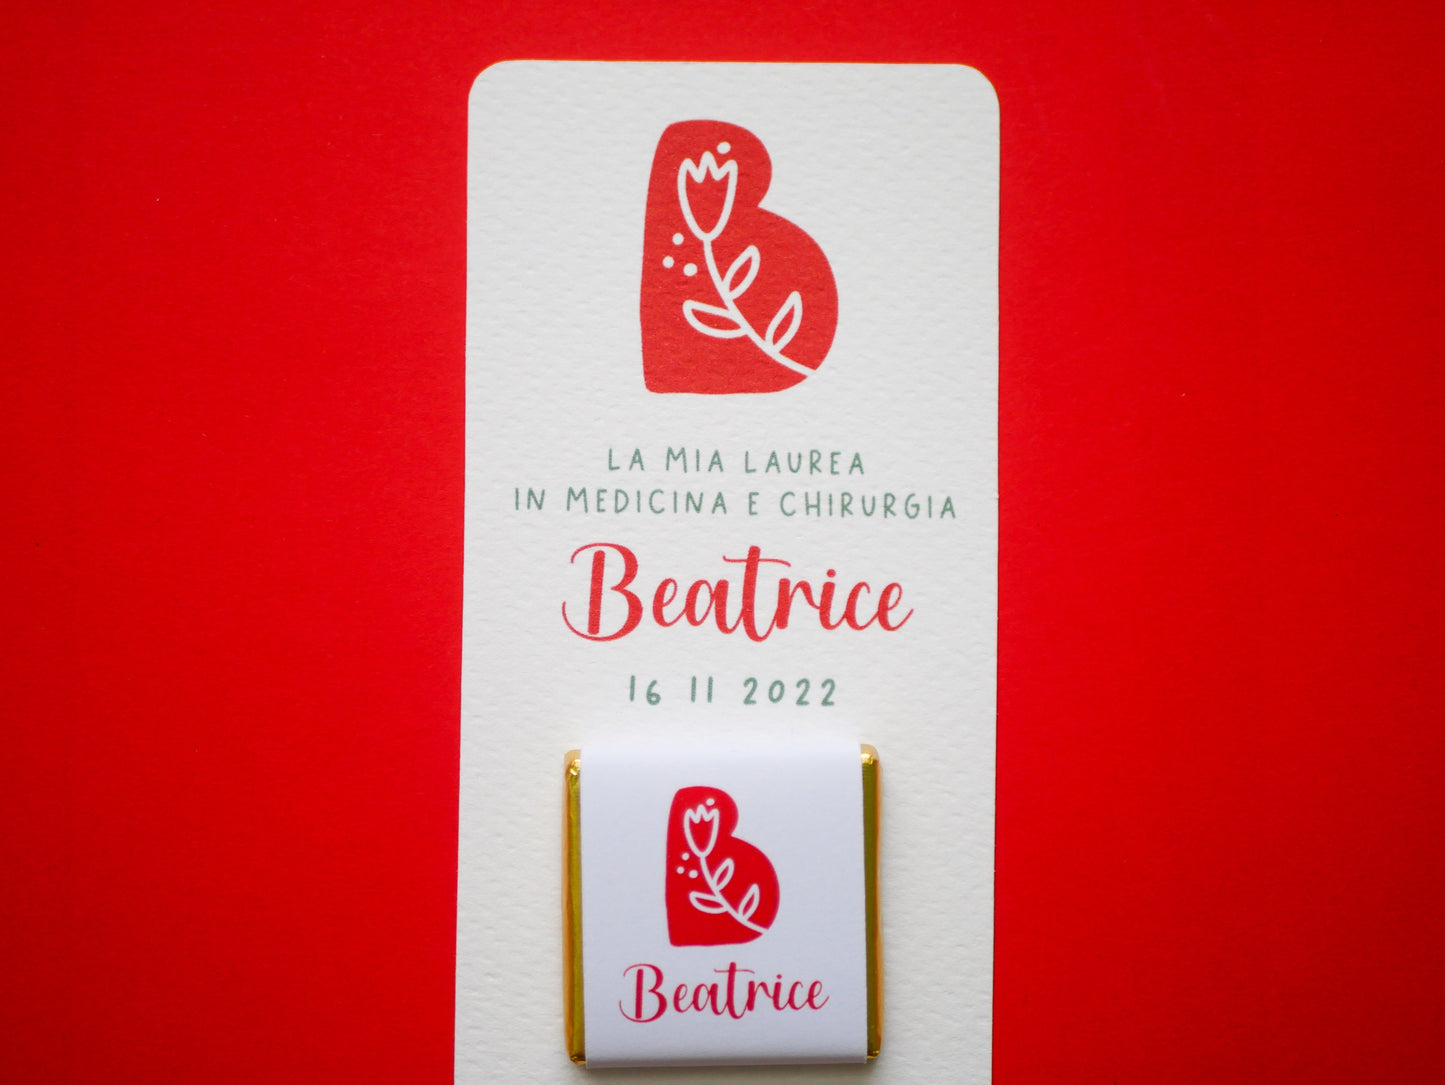 B
LA MIA LAUREA
IN MEDICINA E CHIRURGIA
Beatrice
16 11 2022
B
Beatrice